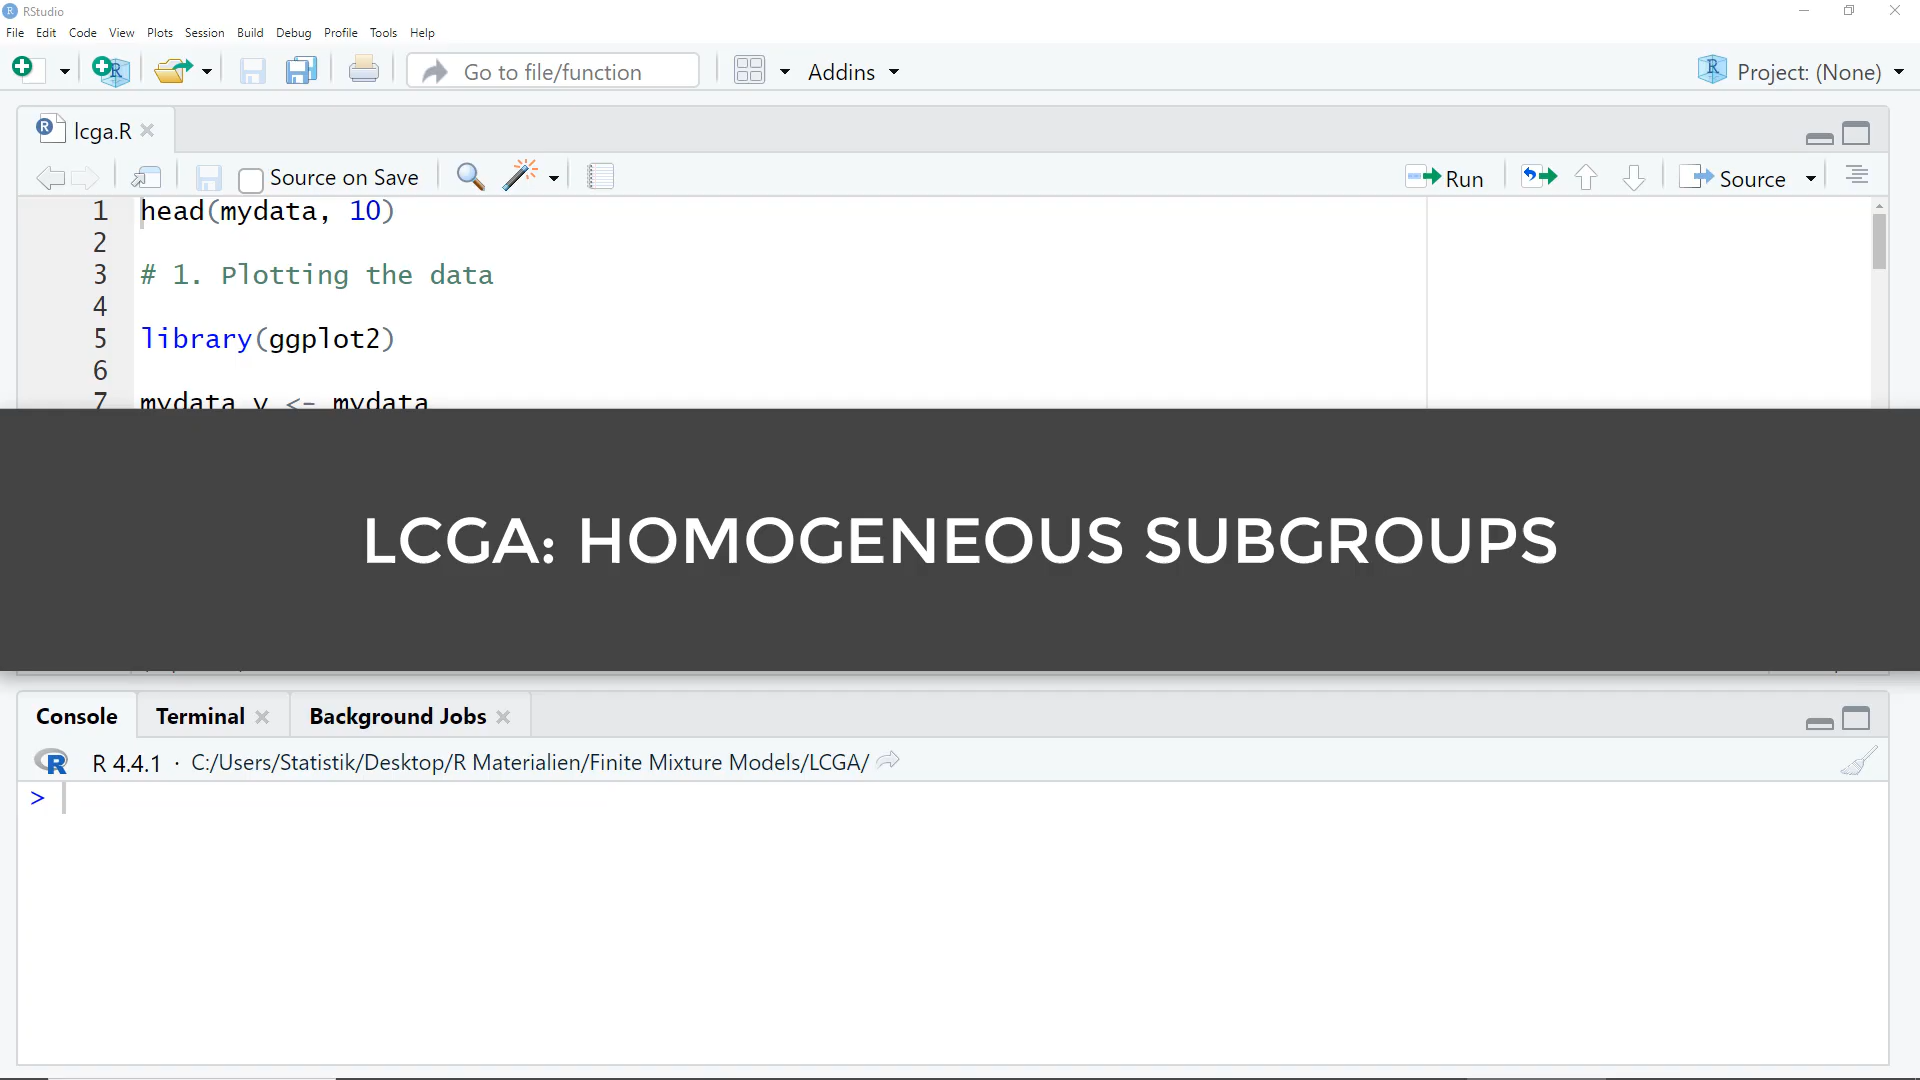 RStudio
File Edit Code View Plots Session Build Debug Profile Tools Help
Go to file/function Addins Project: (None)
lcga.R
Source on Save Run Source
1 head(mydata, 10)
2
3 # 1. Plotting the data
4
5 library(ggplot2)
6
7 mydata_v <- mydata
LCGA: HOMOGENEOUS SUBGROUPS
Console Terminal Background Jobs
R 4.4.1 · C:/Users/Statistik/Desktop/R Materialien/Finite Mixture Models/LCGA/
>